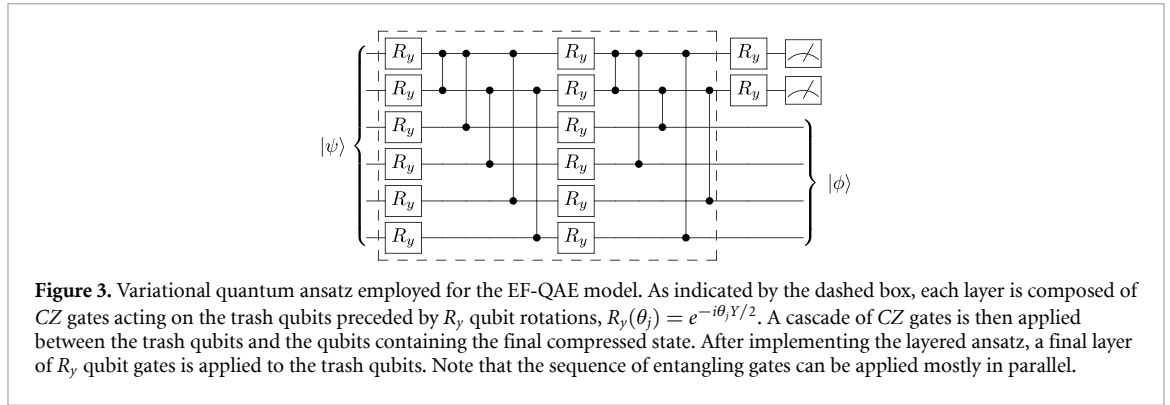 R_y R_y R_y
R_y R_y R_y
R_y R_y
|ψ⟩ R_y R_y |ϕ⟩
R_y R_y
R_y R_y
Figure 3. Variational quantum ansatz employed for the EF-QAE model. As indicated by the dashed box, each layer is composed of
CZ gates acting on the trash qubits preceded by R_y qubit rotations, R_y(θ_j) = e^{−iθ_jY/2}. A cascade of CZ gates is then applied
between the trash qubits and the qubits containing the final compressed state. After implementing the layered ansatz, a final layer
of R_y qubit gates is applied to the trash qubits. Note that the sequence of entangling gates can be applied mostly in parallel.